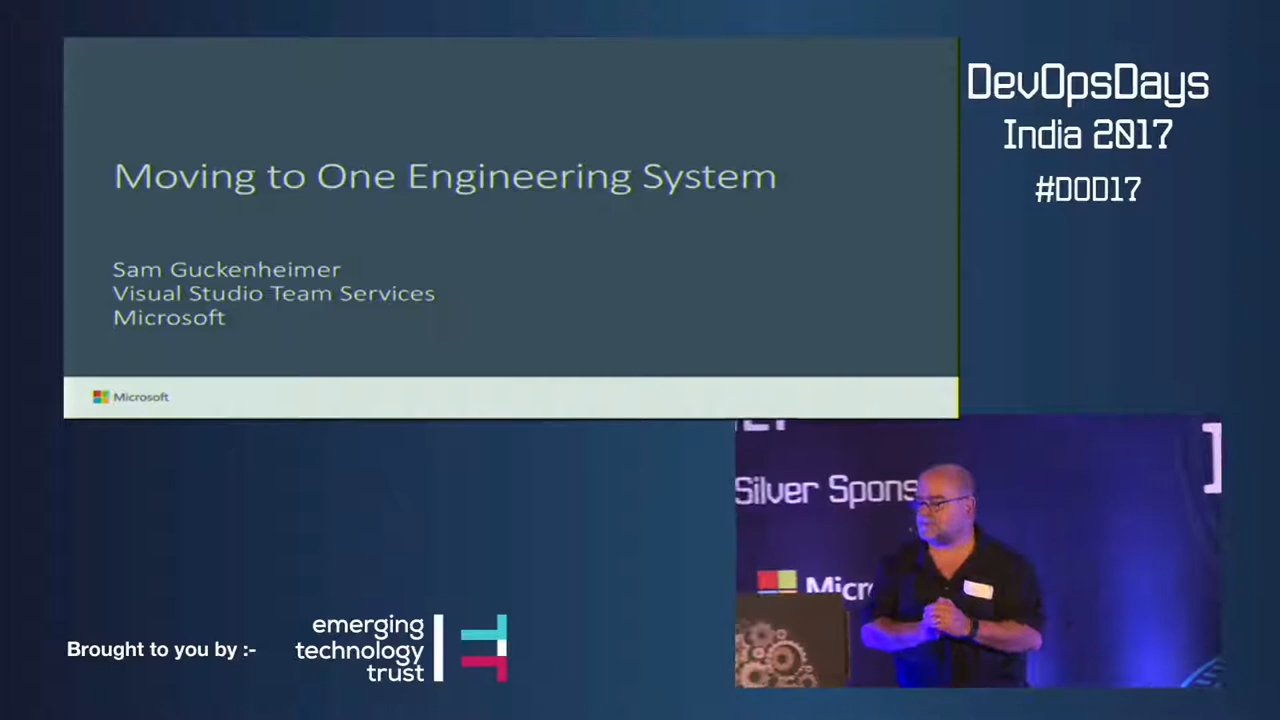 Moving to One Engineering System
Sam Guckenheimer
Visual Studio Team Services
Microsoft
Microsoft
DevOpsDays
India 2017
#DOD17
Silver Spons
Micro
Brought to you by :-
emerging
technology
trust